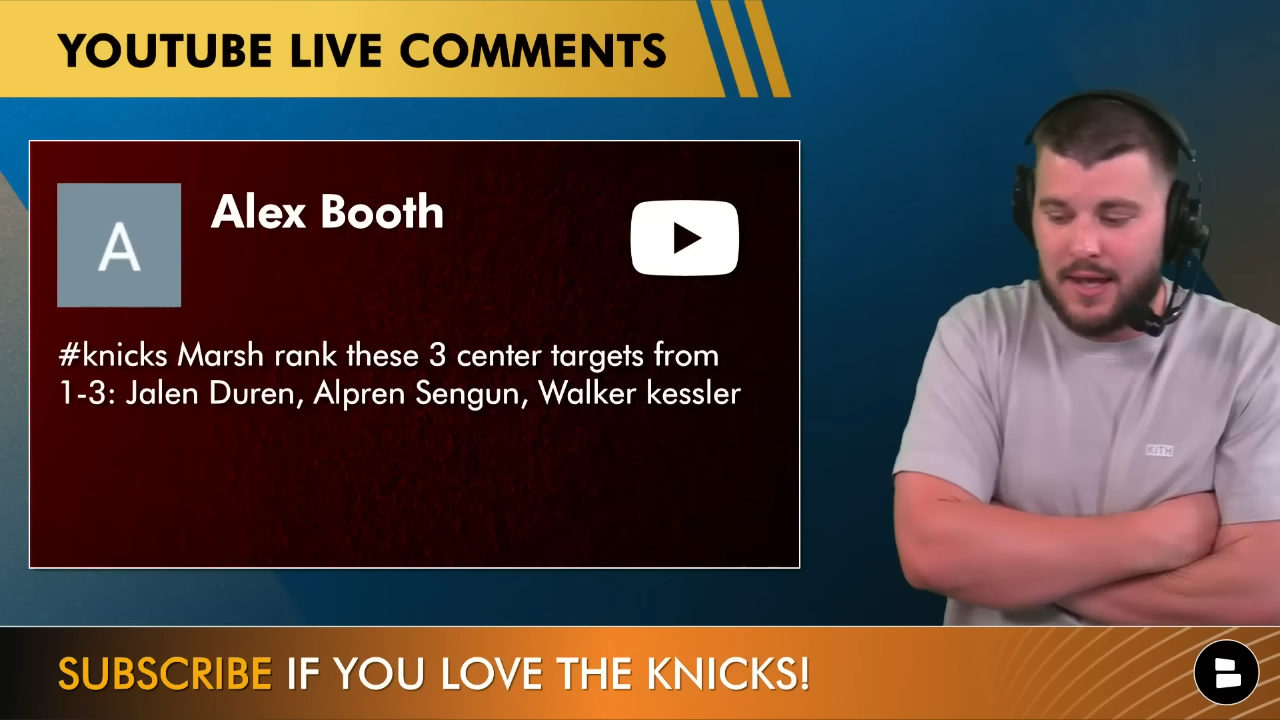 YOUTUBE LIVE COMMENTS
A
Alex Booth
#knicks Marsh rank these 3 center targets from
1-3: Jalen Duren, Alpren Sengun, Walker kessler
KITH
SUBSCRIBE IF YOU LOVE THE KNICKS!